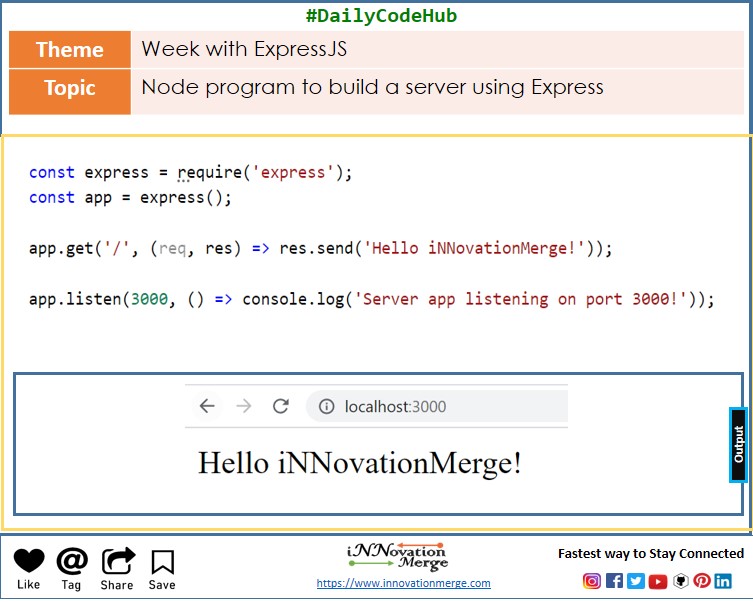 #DailyCodeHub
Theme
Week with ExpressJS
Topic
Node program to build a server using Express
const express = require('express');
const app = express();
app.get('/', (req, res) => res.send('Hello iNNovationMerge!'));
app.listen(3000, () => console.log('Server app listening on port 3000!'));
localhost:3000
Hello iNNovationMerge!
Output
Like
Tag
Share
Save
iNNovation
Merge
https://www.innovationmerge.com
Fastest way to Stay Connected